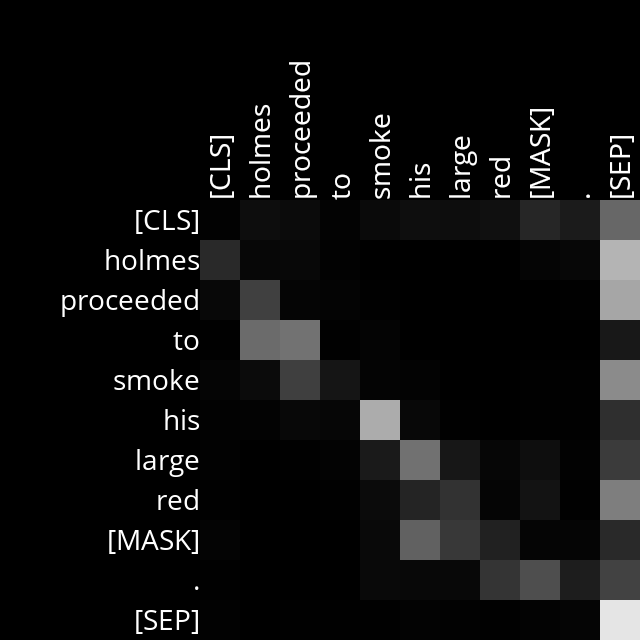 [CLS]
holmes
proceeded
to
smoke
his
large
red
[MASK]
.
[SEP]
[CLS]
holmes
proceeded
to
smoke
his
large
red
[MASK]
.
[SEP]